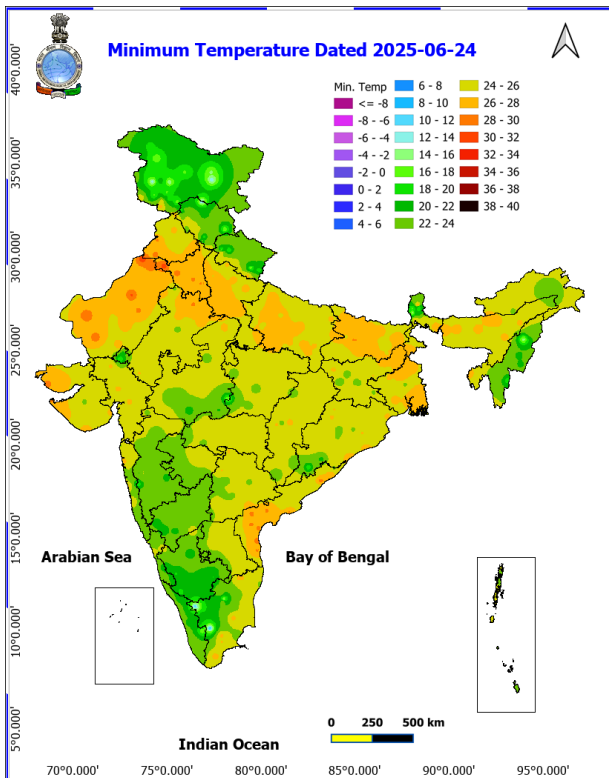 Minimum Temperature Dated 2025-06-24
Min. Temp
<= -8
-8 - -6
-6 - -4
-4 - -2
-2 - 0
0 - 2
2 - 4
4 - 6
6 - 8
8 - 10
10 - 12
12 - 14
14 - 16
16 - 18
18 - 20
20 - 22
22 - 24
24 - 26
26 - 28
28 - 30
30 - 32
32 - 34
34 - 36
36 - 38
38 - 40
40°0.000'
35°0.000'
30°0.000'
25°0.000'
20°0.000'
15°0.000'
10°0.000'
5°0.000'
Arabian Sea
Bay of Bengal
0 250 500 km
Indian Ocean
70°0.000' 75°0.000' 80°0.000' 85°0.000' 90°0.000' 95°0.000'